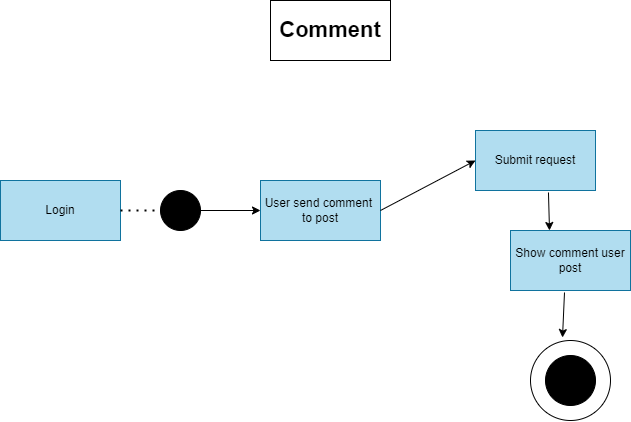 Comment
Submit request
Login
User send comment
to post
Show comment user
post